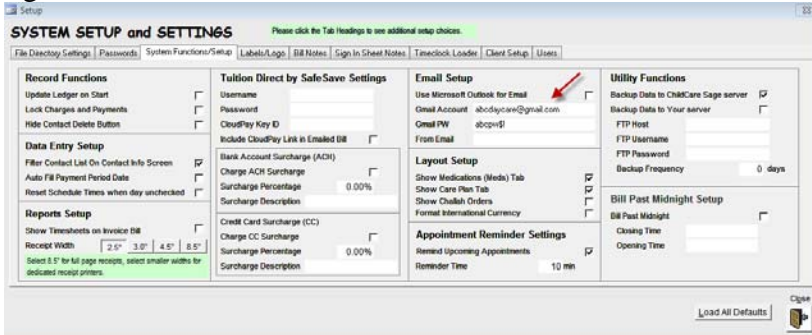 Setup
SYSTEM SETUP and SETTINGS
Please click the Tab Headings to see additional setup choices.
File Directory Settings
Passwords
System Functions/Setup
Labels/Logo
Bill Notes
Sign In Sheet Notes
Timeclock Loader
Client Setup
Users
Record Functions
Update Ledger on Start
Lock Charges and Payments
Hide Contact Delete Button
Data Entry Setup
Filter Contact List On Contact Info Screen
Auto Fill Payment Period Date
Reset Schedule Times when day unchecked
Reports Setup
Show Timesheets on Invoice Bill
Receipt Width 2.5" 3.0" 4.5" 8.5"
Select 8.5" for full page receipts, select smaller widths for
dedicated receipt printers.
Tuition Direct by SafeSave Settings
Username
Password
CloudPay Key ID
Include CloudPay Link in Emailed Bill
Bank Account Surcharge (ACH)
Charge ACH Surcharge
Surcharge Percentage 0.00%
Surcharge Description
Credit Card Surcharge (CC)
Charge CC Surcharge
Surcharge Percentage 0.00%
Surcharge Description
Email Setup
Use Microsoft Outlook for Email
Gmail Account abcdaycare@gmail.com
Gmail PW abcpw$!
From Email
Layout Setup
Show Medications (Meds) Tab
Show Care Plan Tab
Show Challah Orders
Format International Currency
Appointment Reminder Settings
Remind Upcoming Appointments
Reminder Time 10 min
Utility Functions
Backup Data to ChildCare Sage server
Backup Data to Your server
FTP Host
FTP Username
FTP Password
Backup Frequency 0 days
Bill Past Midnight Setup
Bill Past Midnight
Closing Time
Opening Time
Load All Defaults
Close